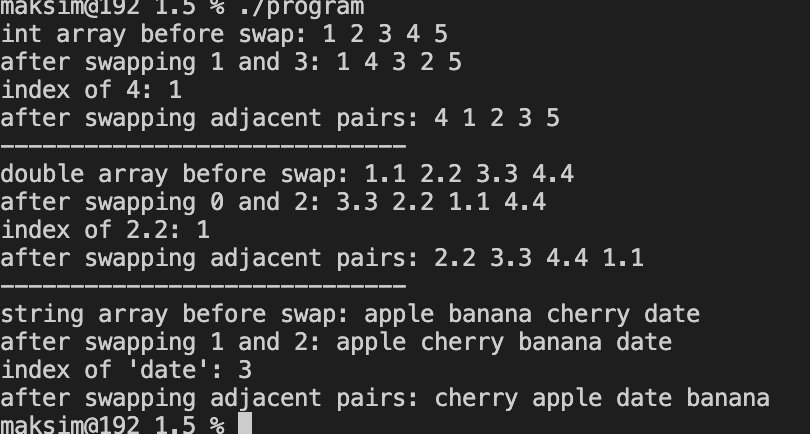 maksim@192 1.5 % ./program
int array before swap: 1 2 3 4 5
after swapping 1 and 3: 1 4 3 2 5
index of 4: 1
after swapping adjacent pairs: 4 1 2 3 5
-----------------------------
double array before swap: 1.1 2.2 3.3 4.4
after swapping 0 and 2: 3.3 2.2 1.1 4.4
index of 2.2: 1
after swapping adjacent pairs: 2.2 3.3 4.4 1.1
-----------------------------
string array before swap: apple banana cherry date
after swapping 1 and 2: apple cherry banana date
index of 'date': 3
after swapping adjacent pairs: cherry apple date banana
maksim@192 1.5 %